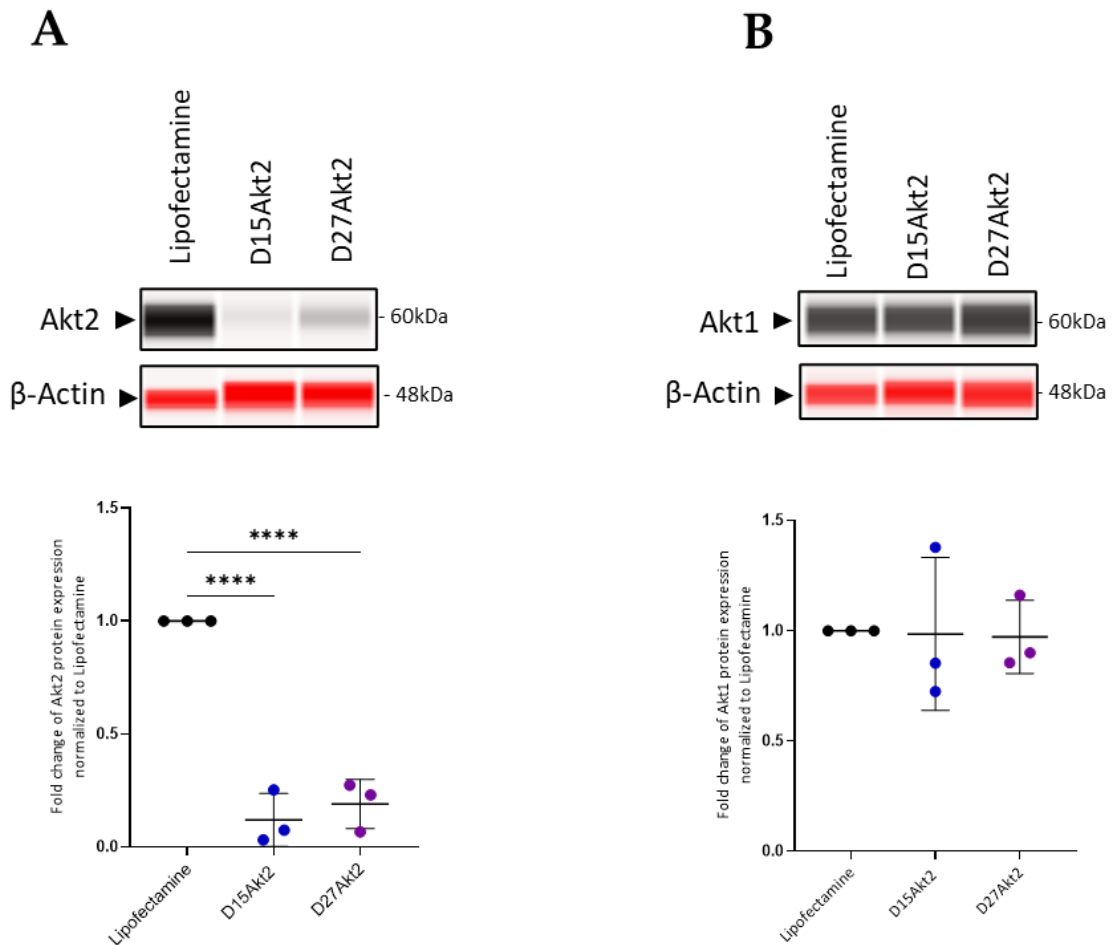 A
Lipofectamine
D15Akt2
D27Akt2
Akt2
- 60kDa
β-Actin
- 48kDa
Fold change of Akt2 protein expression
normalized to Lipofectamine
1.5
1.0
0.5
0.0
****
****
Lipofectamine
D15Akt2
D27Akt2
B
Lipofectamine
D15Akt2
D27Akt2
Akt1
- 60kDa
β-Actin
- 48kDa
Fold change of Akt1 protein expression
normalized to Lipofectamine
1.5
1.0
0.5
0.0
Lipofectamine
D15Akt2
D27Akt2